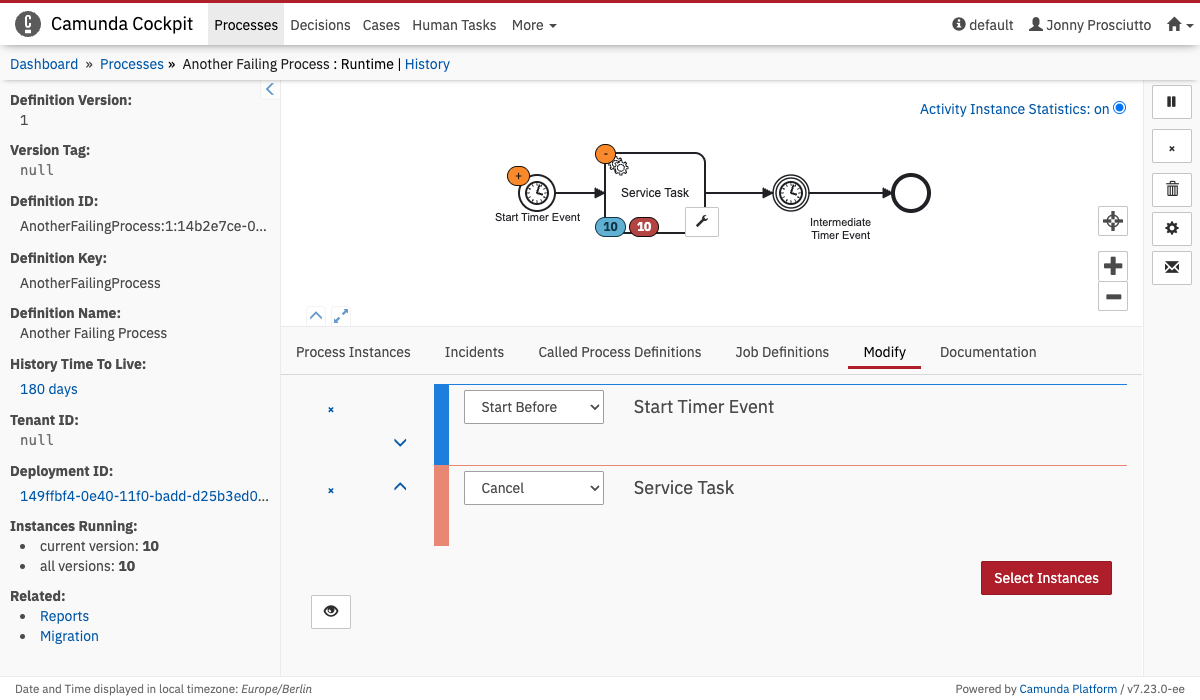 Camunda Cockpit
Processes
Decisions
Cases
Human Tasks
More
default
Jonny Prosciutto
Dashboard » Processes » Another Failing Process : Runtime | History
Definition Version:
1
Version Tag:
null
Definition ID:
AnotherFailingProcess:1:14b2e7ce-0...
Definition Key:
AnotherFailingProcess
Definition Name:
Another Failing Process
History Time To Live:
180 days
Tenant ID:
null
Deployment ID:
149ffbf4-0e40-11f0-badd-d25b3ed0...
Instances Running:
• current version: 10
• all versions: 10
Related:
• Reports
• Migration
Activity Instance Statistics: on
+
-
Start Timer Event
Service Task
10
10
Intermediate
Timer Event
Process Instances
Incidents
Called Process Definitions
Job Definitions
Modify
Documentation
Start Before
Start Timer Event
Cancel
Service Task
Select Instances
Date and Time displayed in local timezone: Europe/Berlin
Powered by Camunda Platform / v7.23.0-ee